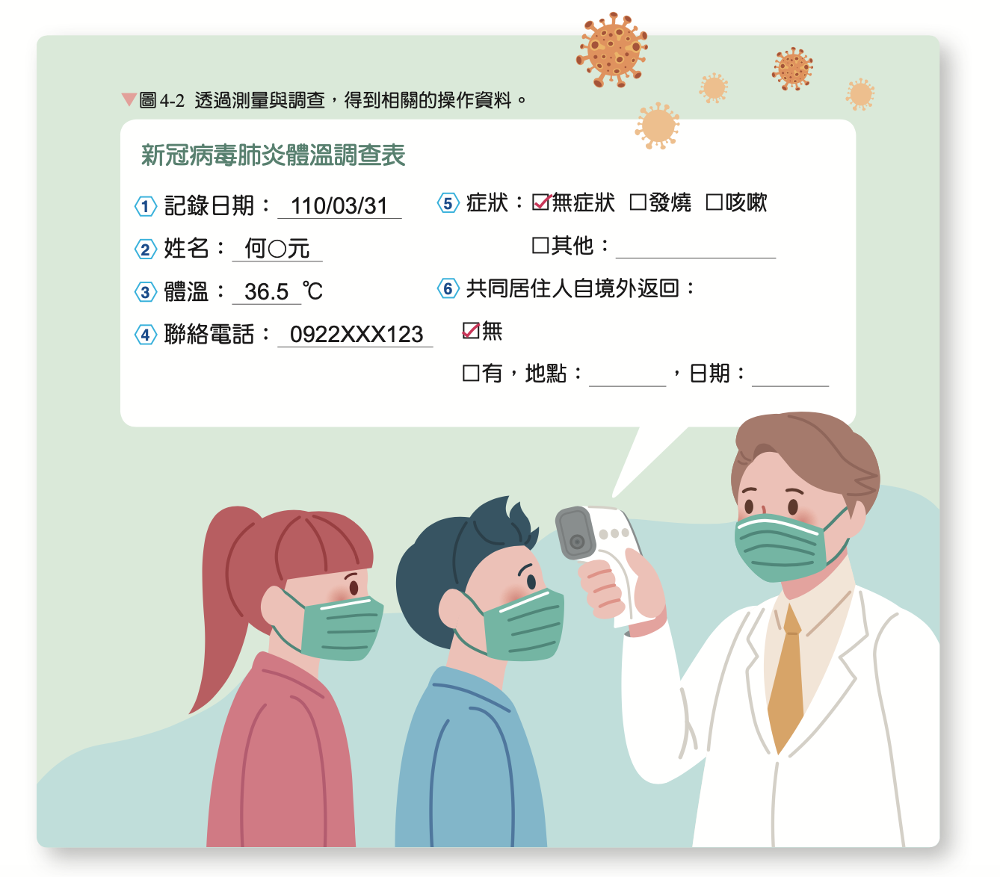 ▼圖4-2 透過測量與調查，得到相關的操作資料。
新冠病毒肺炎體溫調查表
1 記錄日期： 110/03/31
2 姓名： 何○元
3 體溫： 36.5 ℃
4 聯絡電話： 0922XXX123
5 症狀：☑無症狀 □發燒 □咳嗽
□其他：
6 共同居住人自境外返回：
☑無
□有，地點： ，日期：